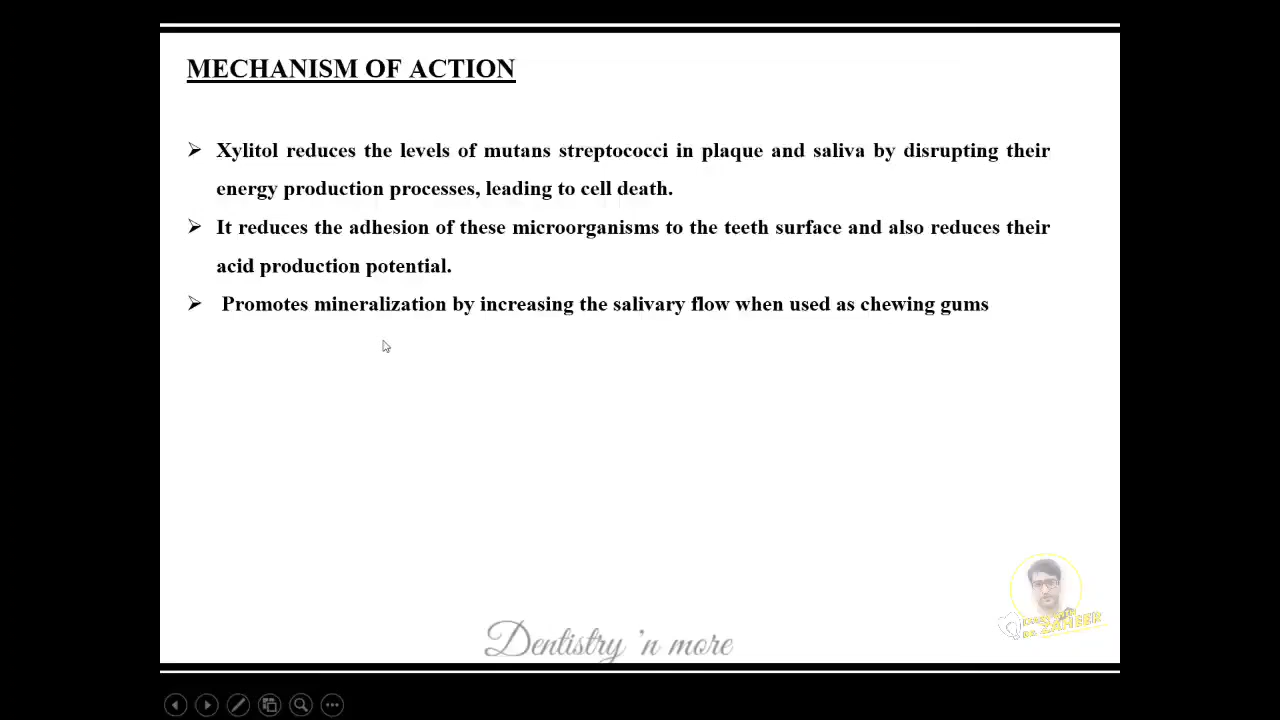 MECHANISM OF ACTION
➢ Xylitol reduces the levels of mutans streptococci in plaque and saliva by disrupting their
energy production processes, leading to cell death.
➢ It reduces the adhesion of these microorganisms to the teeth surface and also reduces their
acid production potential.
➢ Promotes mineralization by increasing the salivary flow when used as chewing gums
Dentistry 'n more